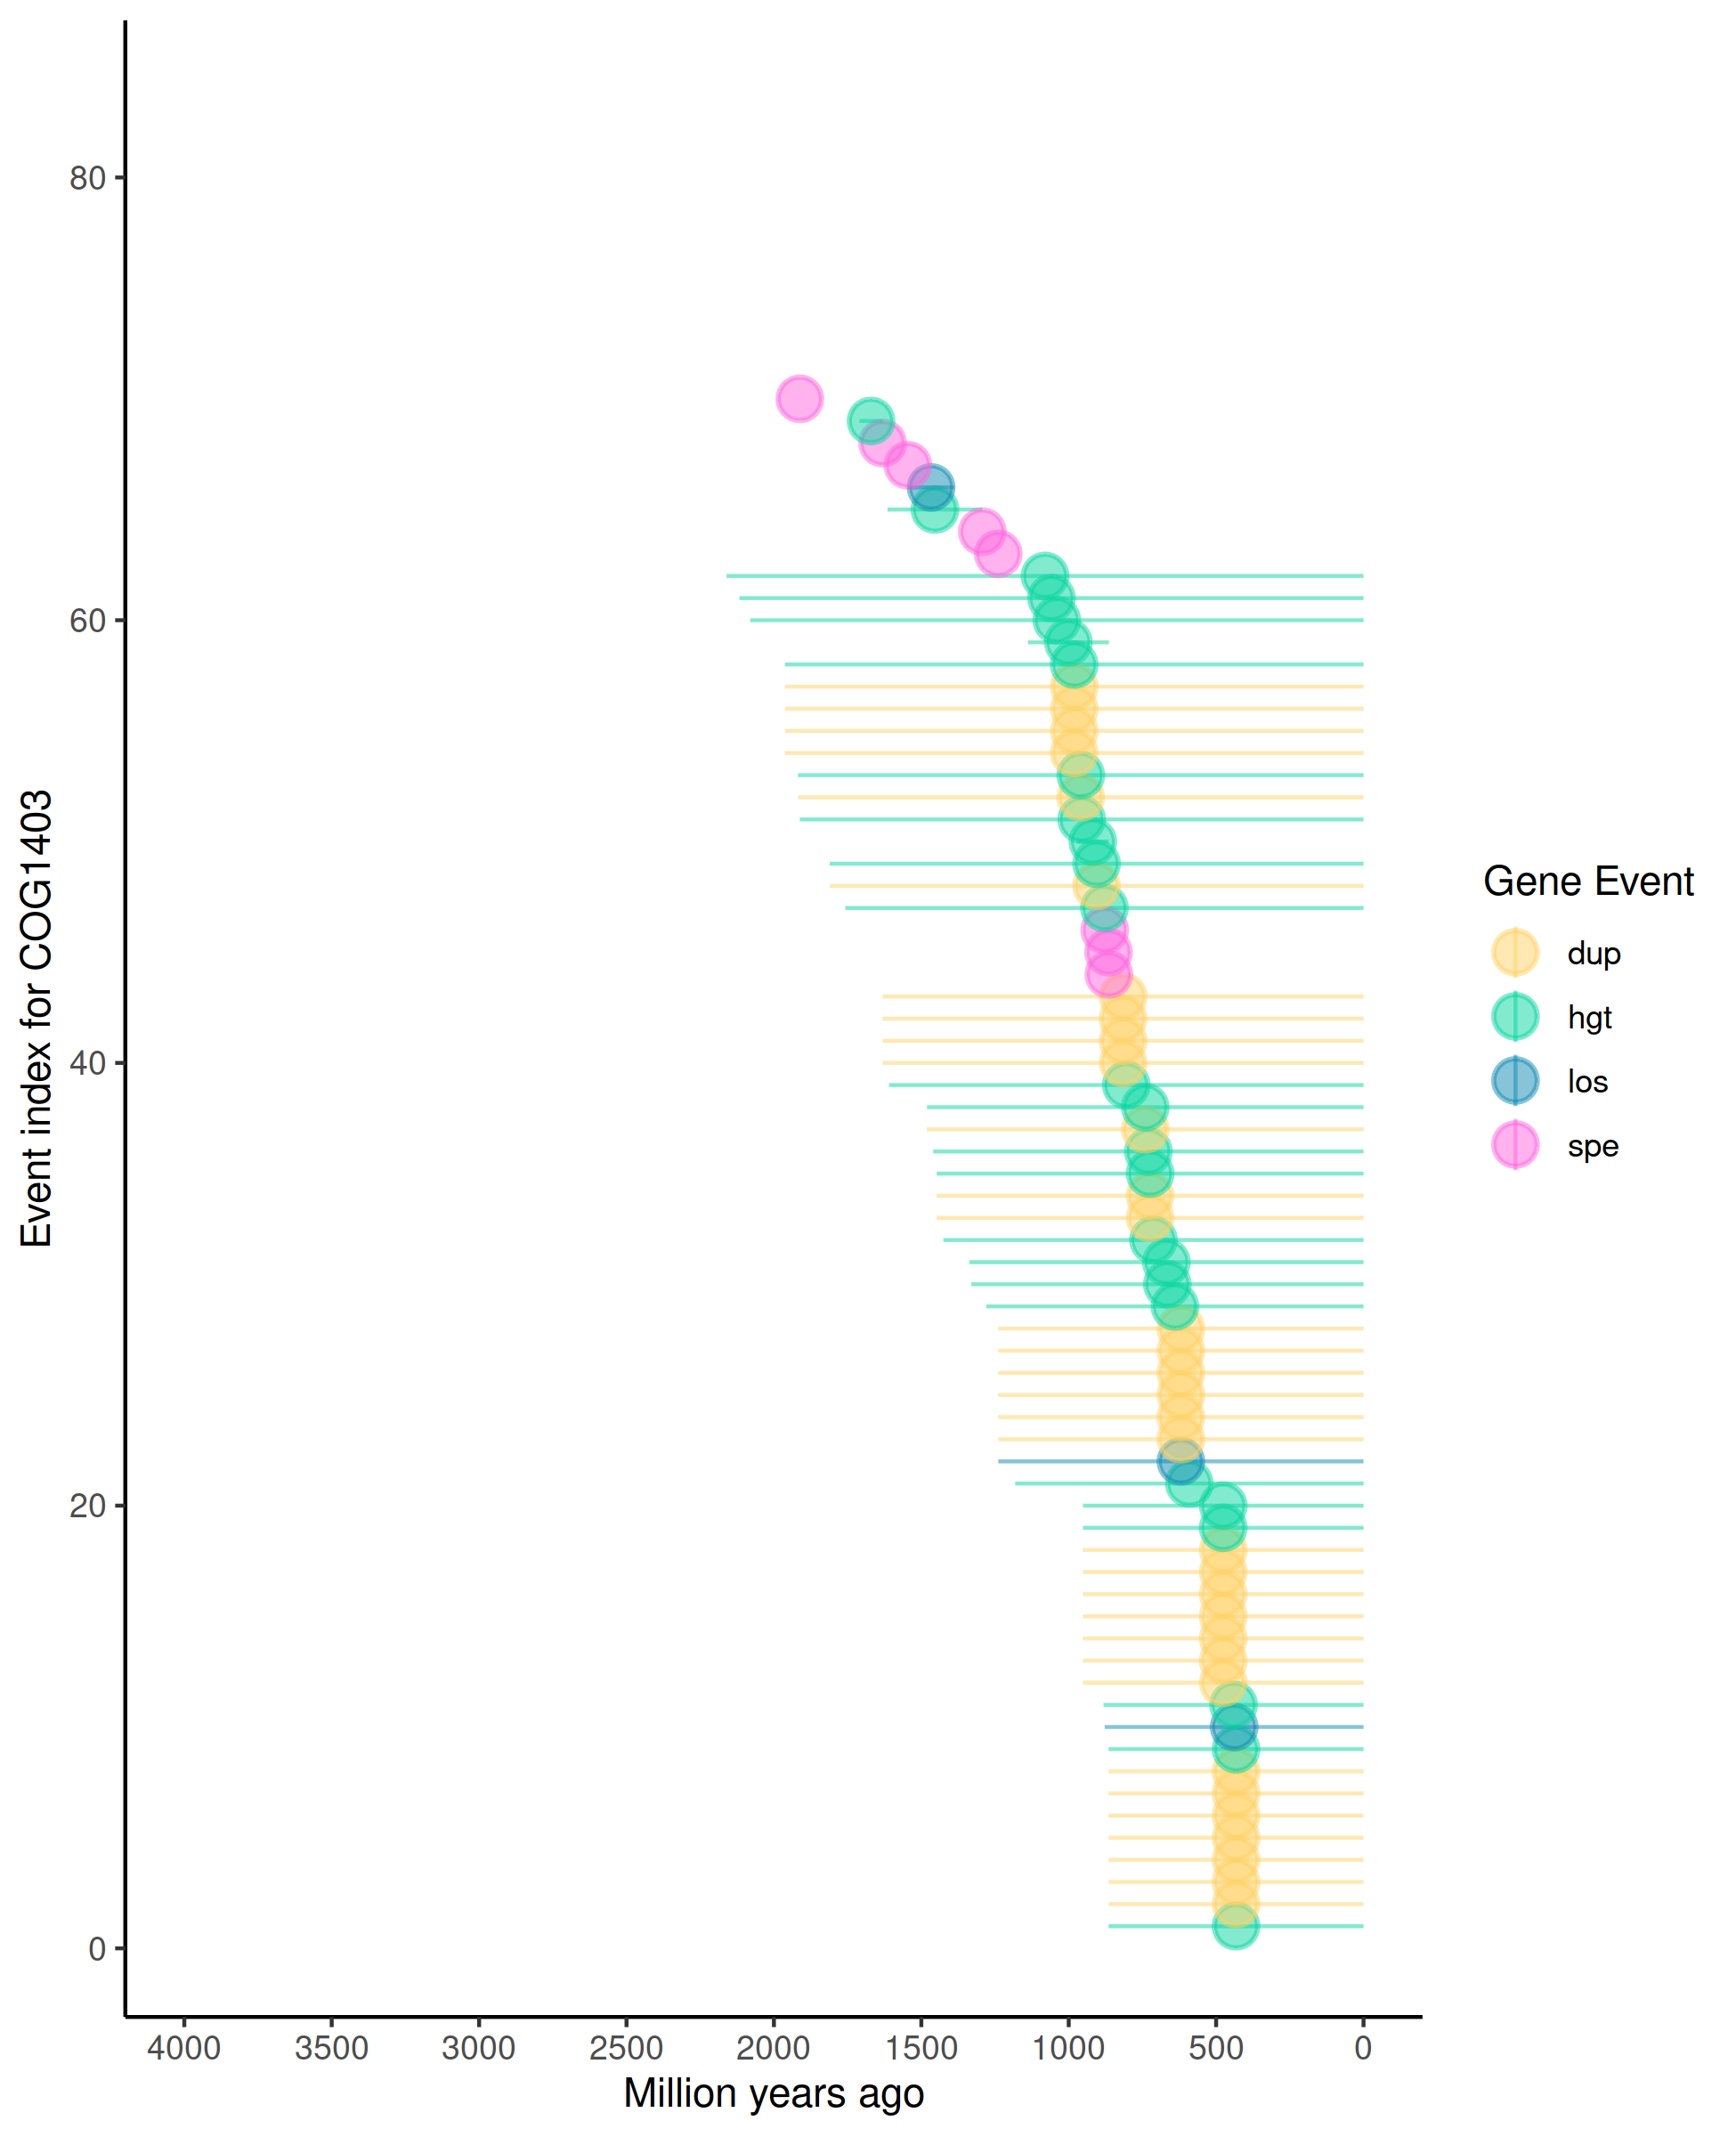 Event index for COG1403
80
60
40
20
0
4000 3500 3000 2500 2000 1500 1000 500 0
Million years ago
Gene Event
dup
hgt
los
spe